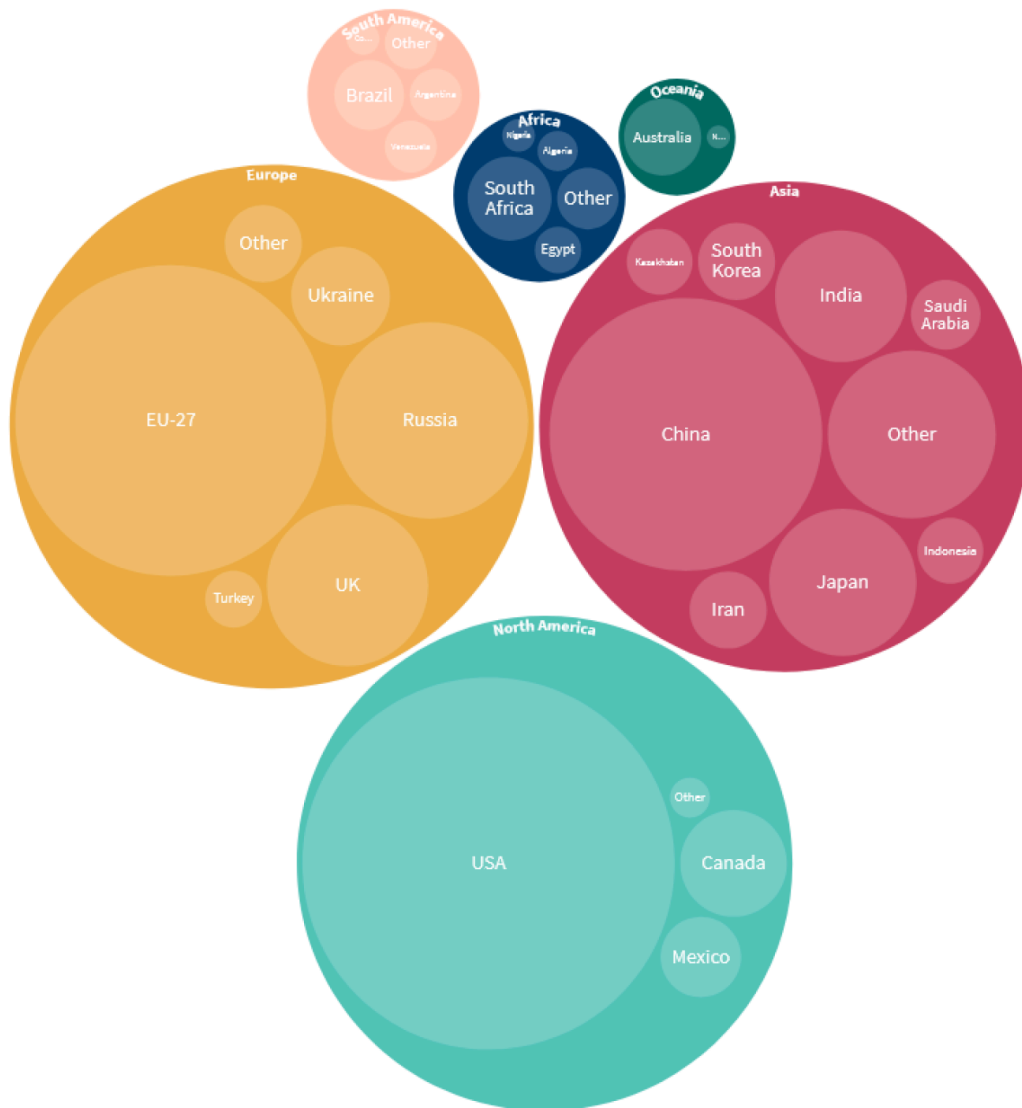 South America
Co...
Other
Brazil
Argentina
Venezuela
Oceania
Australia
N...
Africa
Nigeria
Algeria
South
Africa
Other
Egypt
Europe
Other
Ukraine
EU-27
Russia
UK
Turkey
Asia
Kazakhstan
South
Korea
India
Saudi
Arabia
China
Other
Indonesia
Japan
Iran
North America
USA
Other
Canada
Mexico